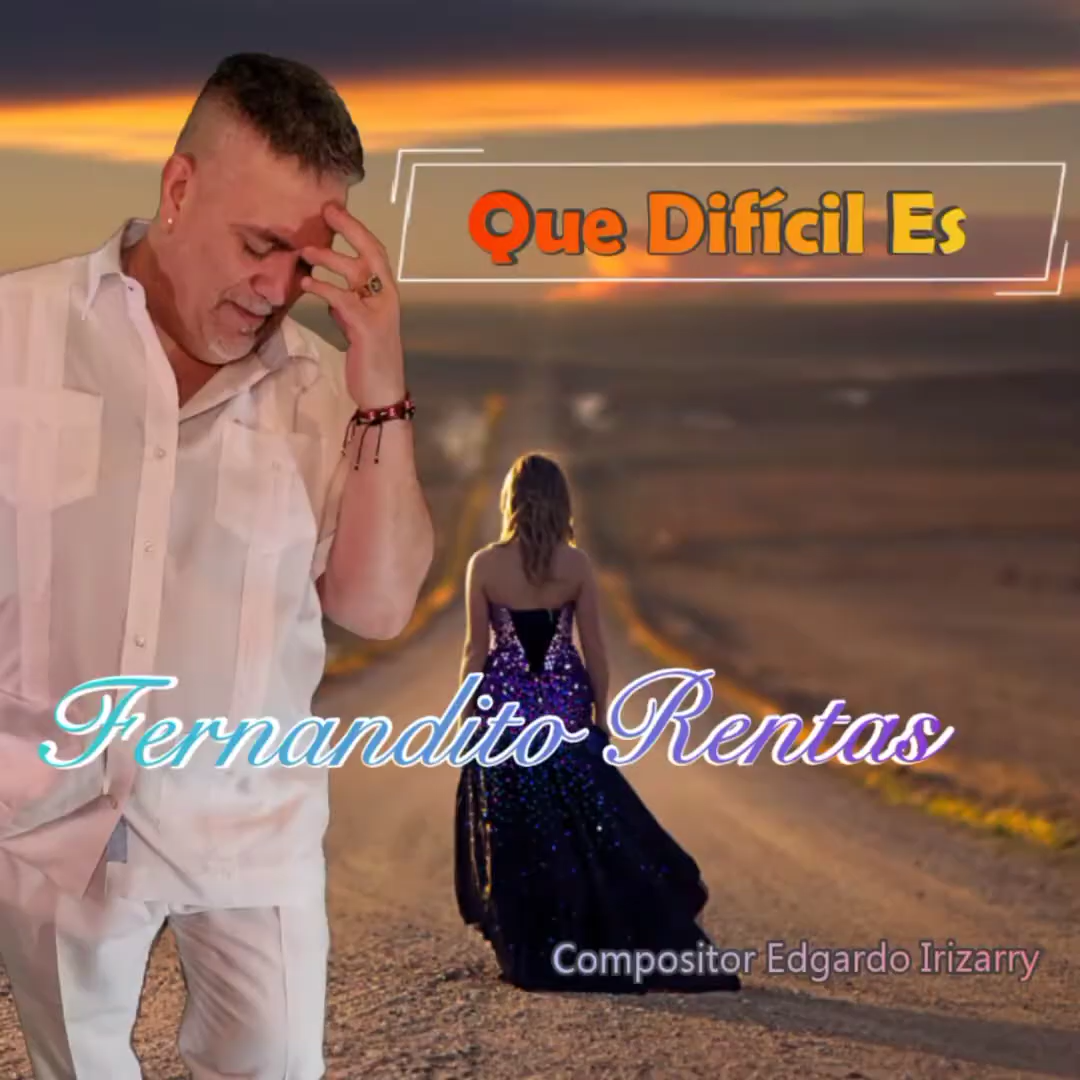 Que Difícil Es
Fernandito Rentas
Compositor Edgardo Irizarry